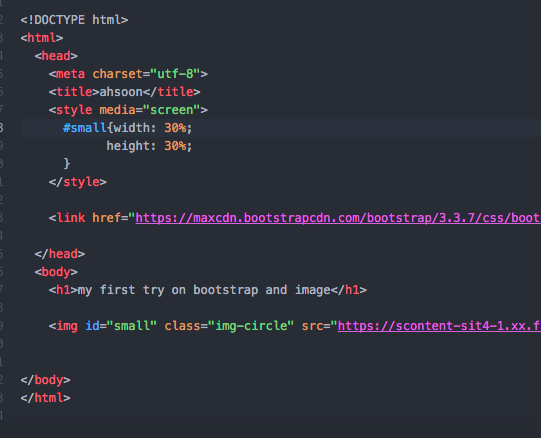 <!DOCTYPE html>
<html>
<head>
<meta charset="utf-8">
<title>ahsoon</title>
<style media="screen">
#small{width: 30%;
height: 30%;
}
</style>
<link href="https://maxcdn.bootstrapcdn.com/bootstrap/3.3.7/css/boot
</head>
<body>
<h1>my first try on bootstrap and image</h1>
<img id="small" class="img-circle" src="https://scontent-sit4-1.xx.f
</body>
</html>